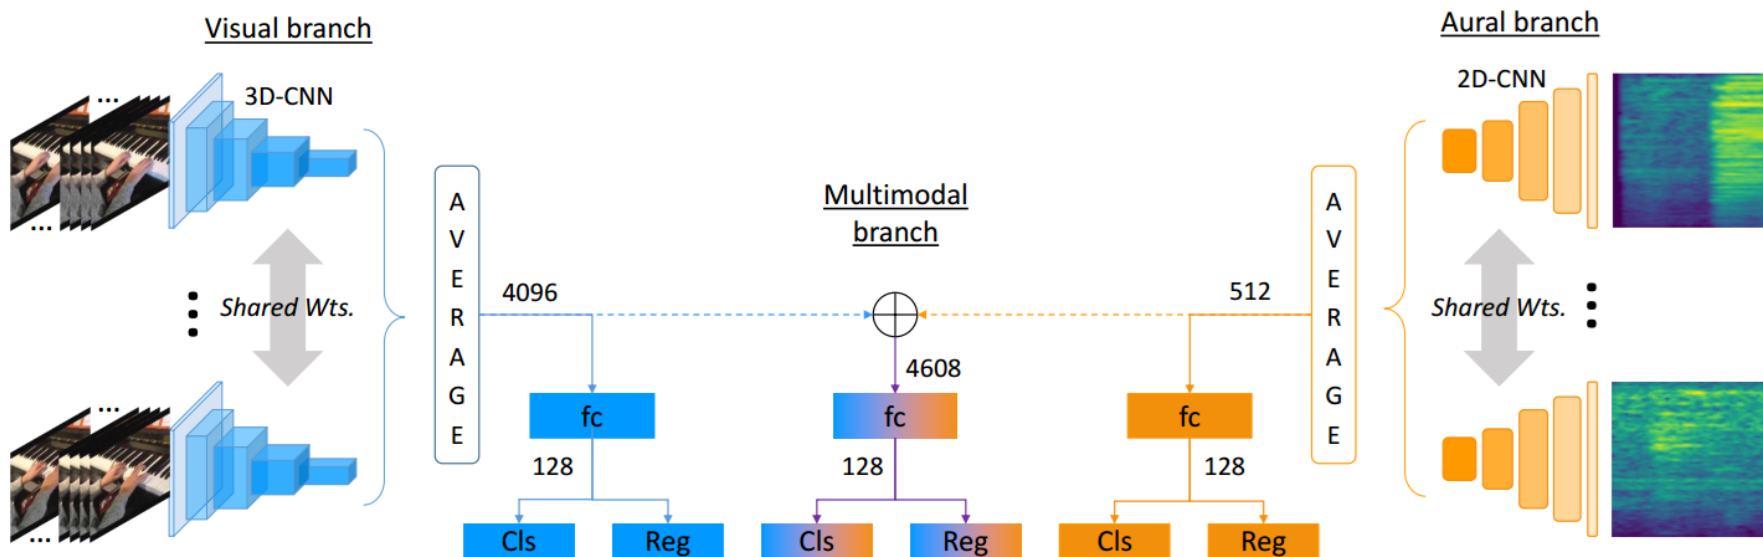 Visual branch
Aural branch
3D-CNN
2D-CNN
...
...
A
V
E
R
A
G
E
Multimodal
branch
A
V
E
R
A
G
E
Shared Wts.
4096
512
Shared Wts.
4608
fc
fc
fc
...
128
128
128
Cls
Reg
Cls
Reg
Cls
Reg
...